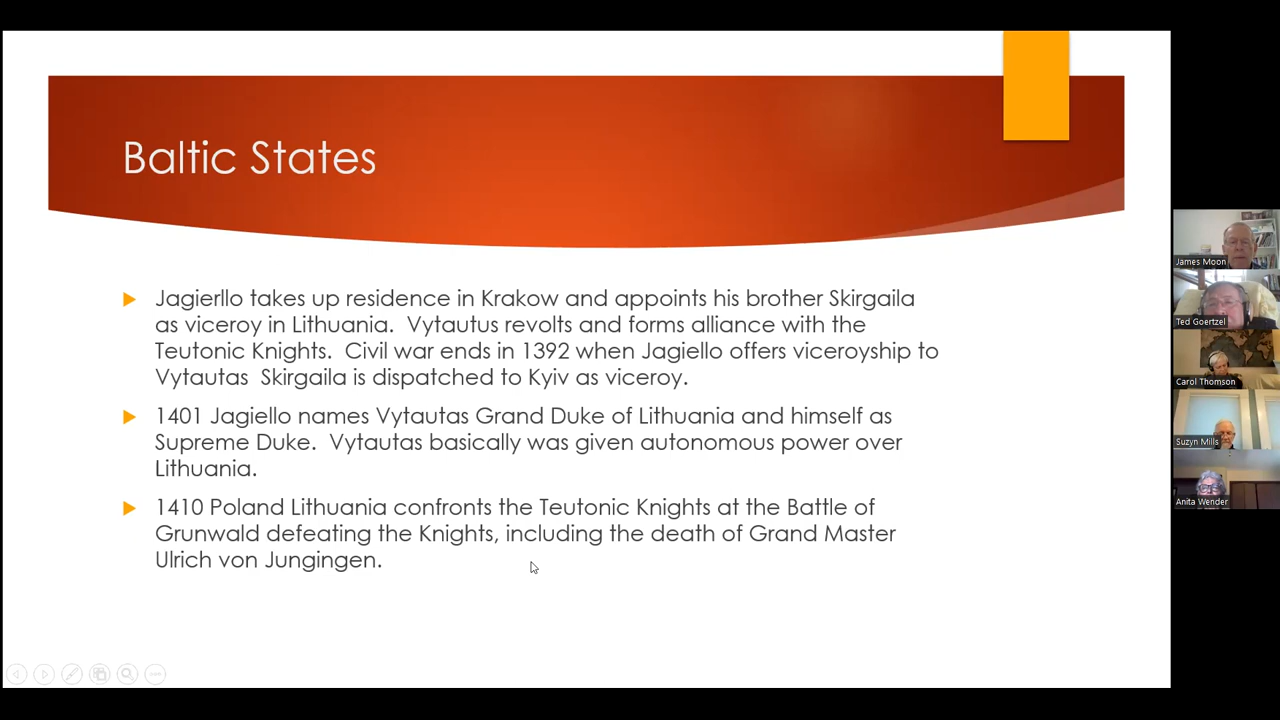 Baltic States
Jagierllo takes up residence in Krakow and appoints his brother Skirgaila
as viceroy in Lithuania.  Vytautus revolts and forms alliance with the
Teutonic Knights.  Civil war ends in 1392 when Jagiello offers viceroyship to
Vytautas  Skirgaila is dispatched to Kyiv as viceroy.
1401 Jagiello names Vytautas Grand Duke of Lithuania and himself as
Supreme Duke.  Vytautas basically was given autonomous power over
Lithuania.
1410 Poland Lithuania confronts the Teutonic Knights at the Battle of
Grunwald defeating the Knights, including the death of Grand Master
Ulrich von Jungingen.
James Moon
Ted Goertzel
Carol Thomson
Suzyn Mills
Anita Wender